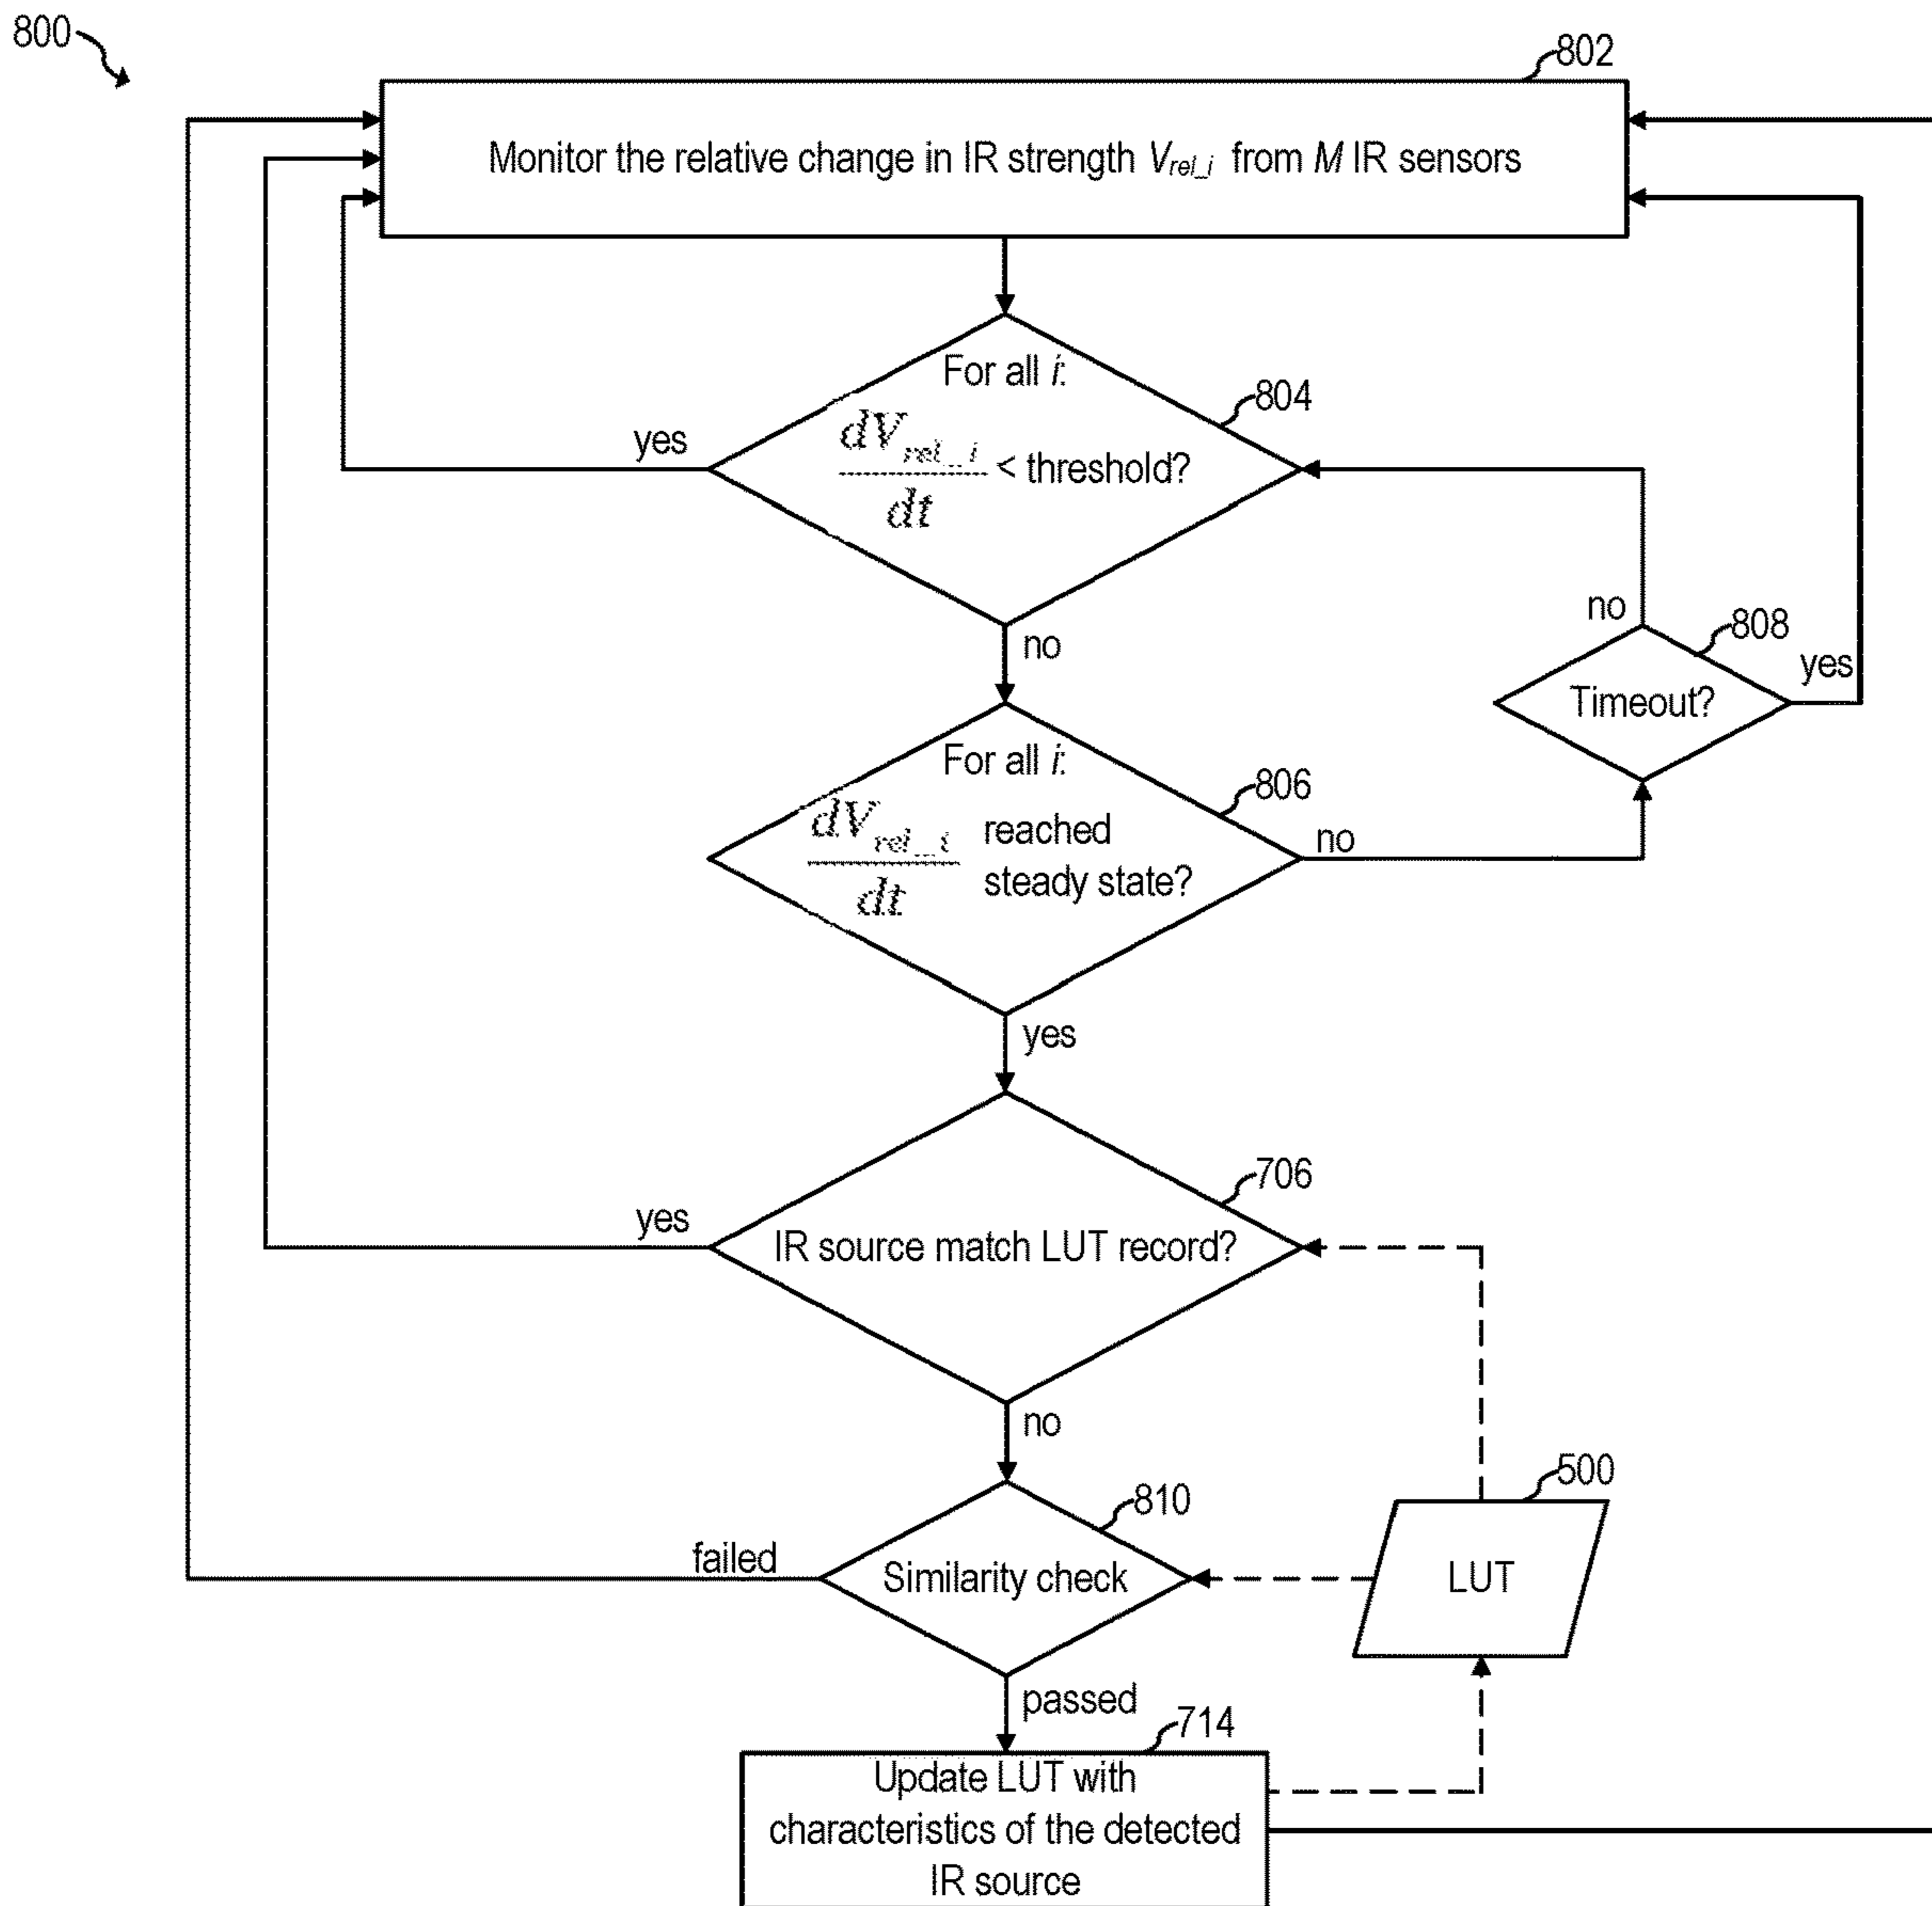 800
802
Monitor the relative change in IR strength V_rel_i from M IR sensors
For all i:
804
dV_rel_i
dt
< threshold?
yes
no
no
808
yes
Timeout?
For all i:
806
dV_rel_i
dt
reached
steady state?
no
yes
706
yes
IR source match LUT record?
no
500
810
failed
Similarity check
LUT
passed
714
Update LUT with
characteristics of the detected
IR source